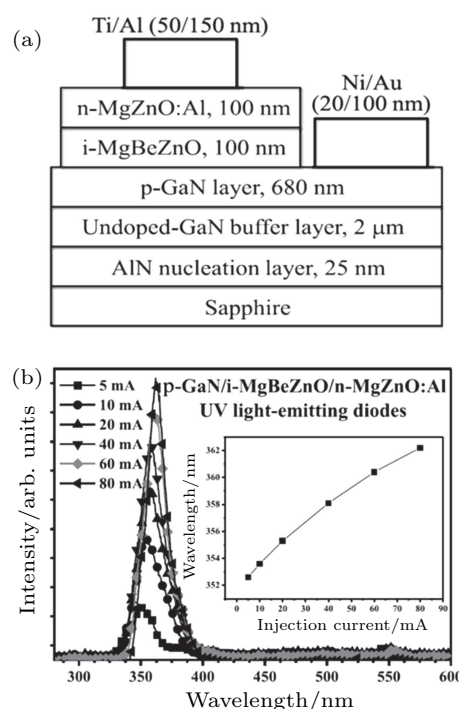 (a)
Ti/Al (50/150 nm)
Ni/Au
(20/100 nm)
n-MgZnO:Al, 100 nm
i-MgBeZnO, 100 nm
p-GaN layer, 680 nm
Undoped-GaN buffer layer, 2 μm
AlN nucleation layer, 25 nm
Sapphire
(b)
p-GaN/i-MgBeZnO/n-MgZnO:Al
UV light-emitting diodes
5 mA
10 mA
20 mA
40 mA
60 mA
80 mA
Intensity/arb. units
Wavelength/nm
362
360
358
356
354
352
0 10 20 30 40 50 60 70 80 90
Injection current/mA
300 350 400 450 500 550 600
Wavelength/nm